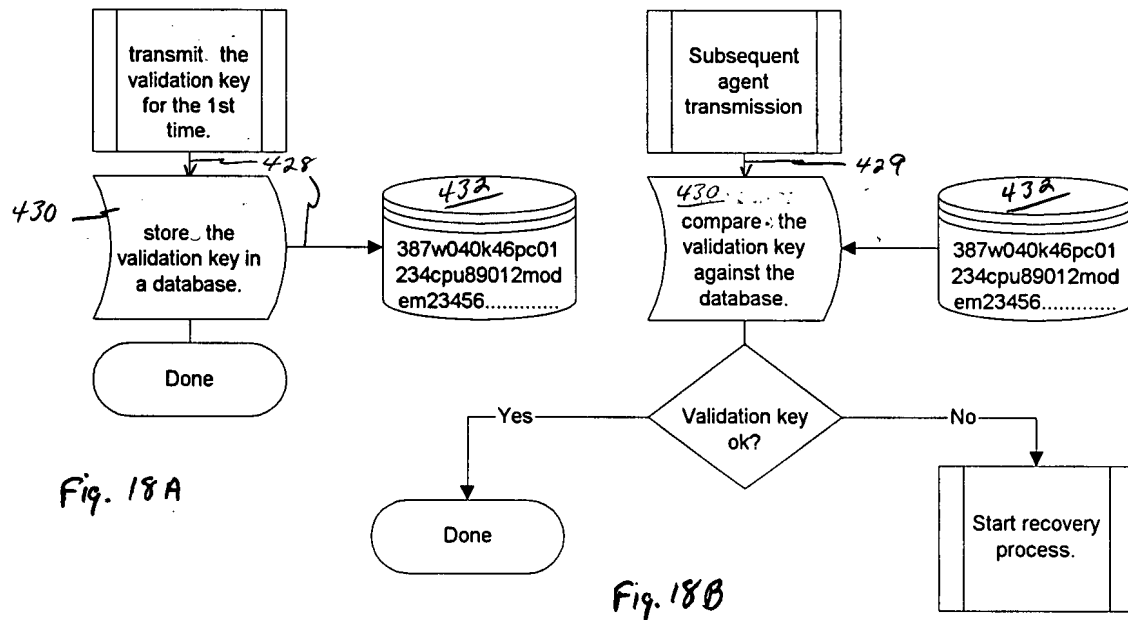 transmit the
validation key
for the 1st
time.
428
430
store the
validation key in
a database.
432
387w040k46pc01
234cpu89012mod
em23456.............
Done
Fig. 18A
Subsequent
agent
transmission
429
430
compare the
validation key
against the
database.
432
387w040k46pc01
234cpu89012mod
em23456.............
Validation key
ok?
Yes
No
Done
Start recovery
process.
Fig. 18B